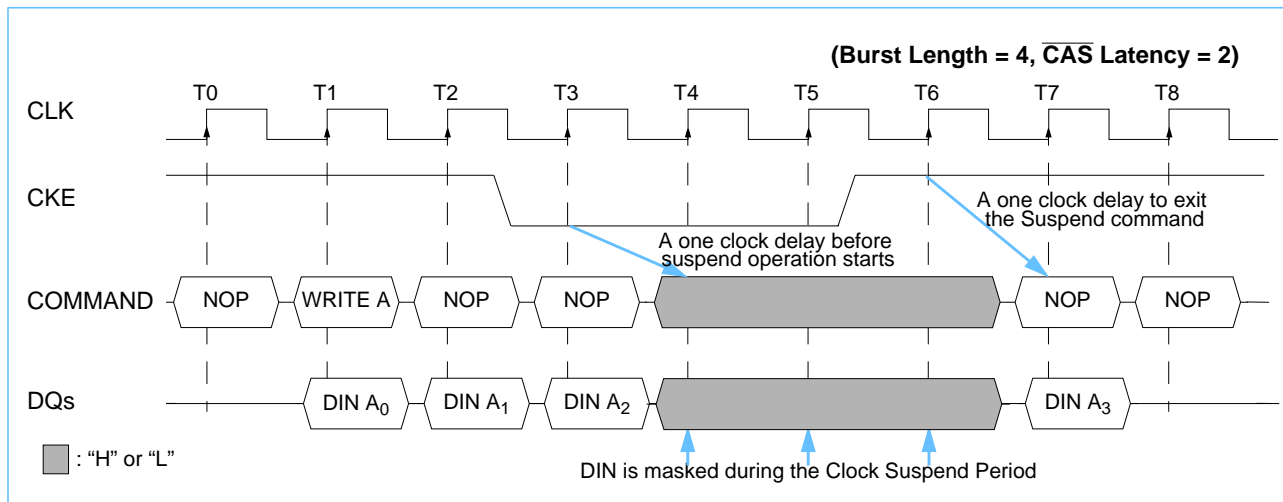 (Burst Length = 4, CAS Latency = 2)
T0 T1 T2 T3 T4 T5 T6 T7 T8
CLK
CKE
A one clock delay to exit
the Suspend command
A one clock delay before
suspend operation starts
COMMAND NOP WRITE A NOP NOP NOP NOP
DQs DIN A0 DIN A1 DIN A2 DIN A3
: “H” or “L”
DIN is masked during the Clock Suspend Period